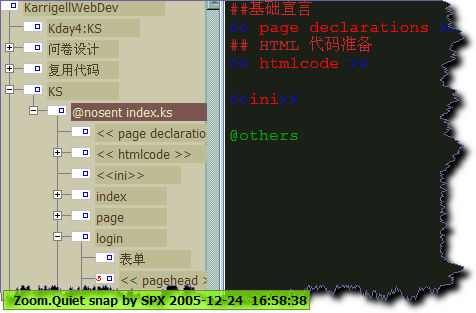 KarrigellWebDev
Kday4:KS
问卷设计
复用代码
KS
@nosent index.ks
<< page declaratio
<< htmlcode >>
<<ini>>
index
page
login
表单
<< pagehead >>
##基础宣言
<< page declarations >>
## HTML 代码准备
<< htmlcode >>
<<ini>>
@others
Zoom.Quiet snap by SPX 2005-12-24 16:58:38